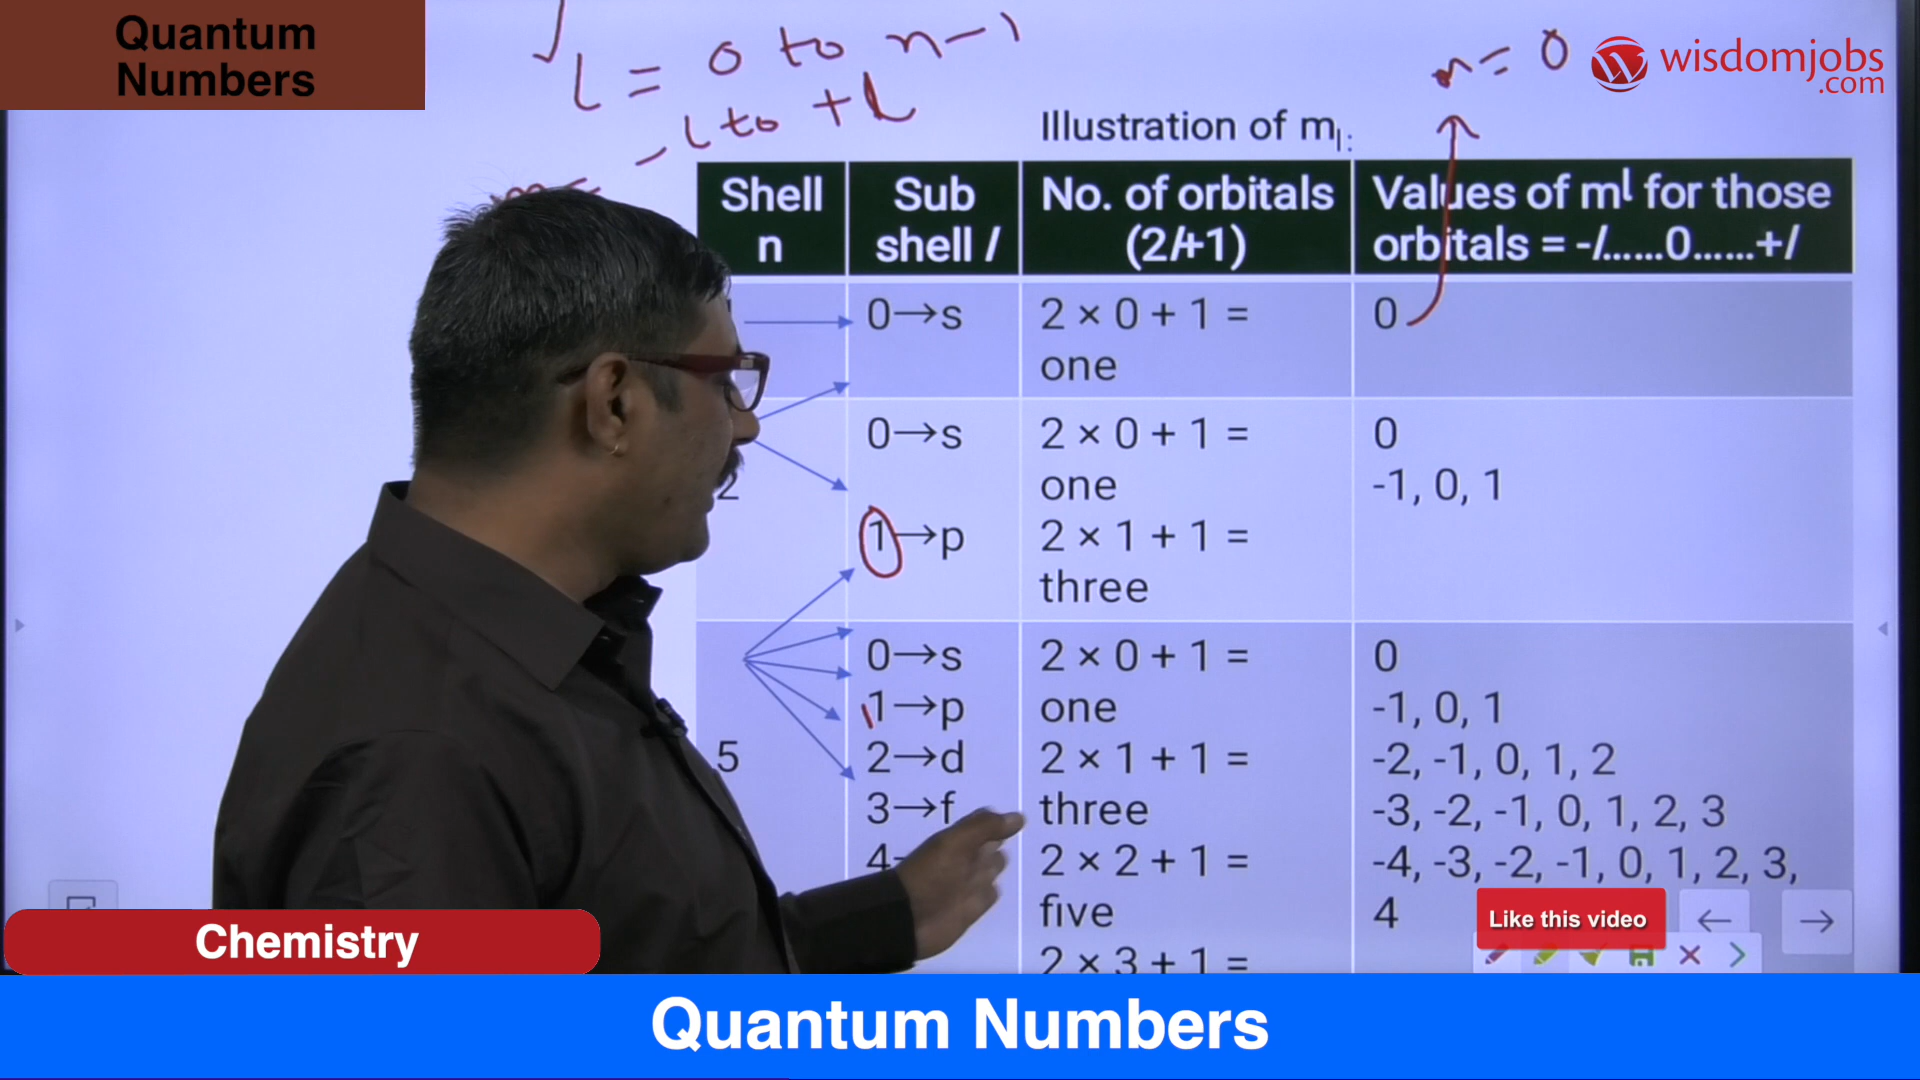 Quantum
Numbers
l = 0 to n-1
m = -l to +l
m = 0
wisdomjobs
.com
Illustration of ml:
Shell n
Sub shell l
No. of orbitals (2l+1)
Values of ml for those orbitals = -l......0......+l
0→s
2 × 0 + 1 = one
0
2
0→s
1→p
2 × 0 + 1 = one
2 × 1 + 1 = three
0
-1, 0, 1
5
0→s
1→p
2→d
3→f
4
2 × 0 + 1 =
one
2 × 1 + 1 =
three
2 × 2 + 1 =
five
2 × 3 + 1 =
0
-1, 0, 1
-2, -1, 0, 1, 2
-3, -2, -1, 0, 1, 2, 3
-4, -3, -2, -1, 0, 1, 2, 3,
4
Like this video
Chemistry
Quantum Numbers